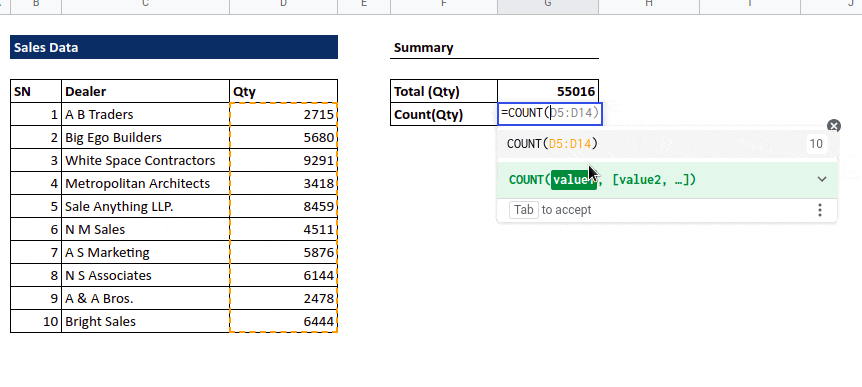 B C D E F G H I J
Sales Data
Summary
SN Dealer Qty
Total (Qty) 55016
1 A B Traders 2715
Count(Qty) =COUNT(D5:D14)
2 Big Ego Builders 5680
COUNT(D5:D14) 10
3 White Space Contractors 9291
4 Metropolitan Architects 3418
COUNT(value1, [value2, …])
5 Sale Anything LLP. 8459
Tab to accept
6 N M Sales 4511
7 A S Marketing 5876
8 N S Associates 6144
9 A & A Bros. 2478
10 Bright Sales 6444